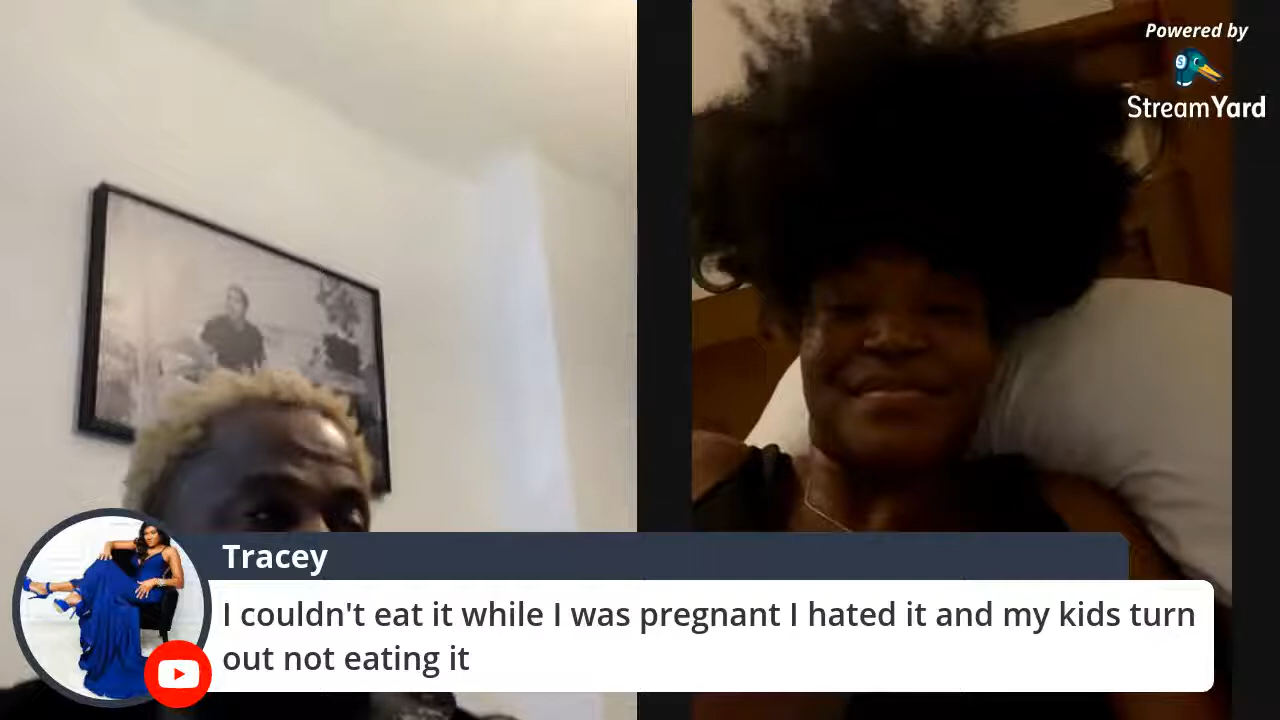 Powered by
StreamYard
Tracey
I couldn't eat it while I was pregnant I hated it and my kids turn
out not eating it